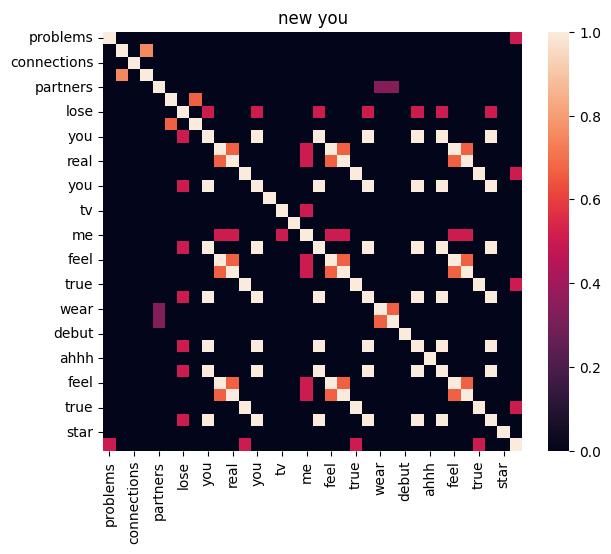 new you
problems
connections
partners
lose
you
real
you
tv
me
feel
true
wear
debut
ahhh
feel
true
star
1.0
0.8
0.6
0.4
0.2
0.0
problems
connections
partners
lose
you
real
you
tv
me
feel
true
wear
debut
ahhh
feel
true
star